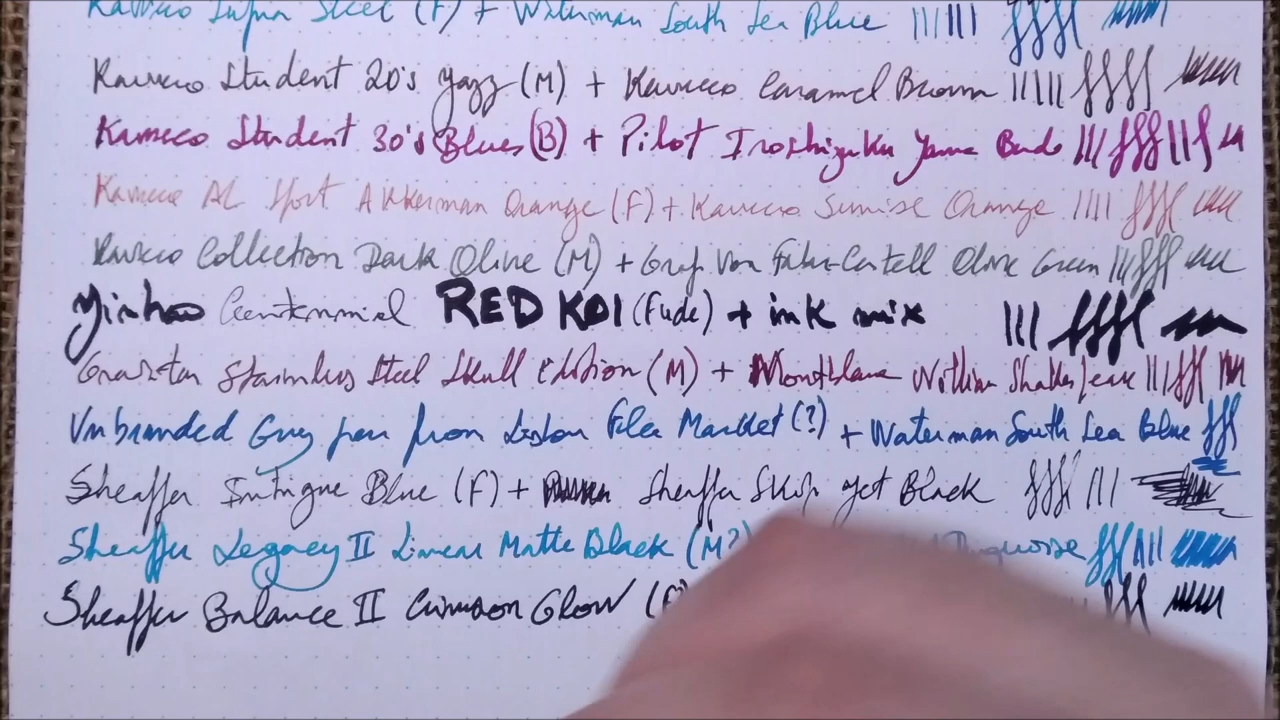 Kaweco Supra Steel (F) + Waterman South Sea Blue
Kaweco Student 20's Jazz (M) + Kaweco Caramel Brown
Kaweco Student 30's Blues (B) + Pilot Iroshizuku Yama Budo
Kaweco AL Sport Akkerman Orange (F) + Kaweco Sunrise Orange
Kaweco Collection Dark Olive (M) + Graf Von Faber-Castell Olive Green
Yinhao Centennial RED KOI (Fude) + ink mix
Stainless Steel Skull Edition (M) + Montblanc William Shakespeare
Unbranded Grey pen from Lisbon Flea Market (?) + Waterman South Sea Blue
Sheaffer Intrigue Blue (F) + Sheaffer Skrip Jet Black
Sheaffer Legacy II Linear Matte Black (M?) Turquoise
Sheaffer Balance II Crimson Glow (F)